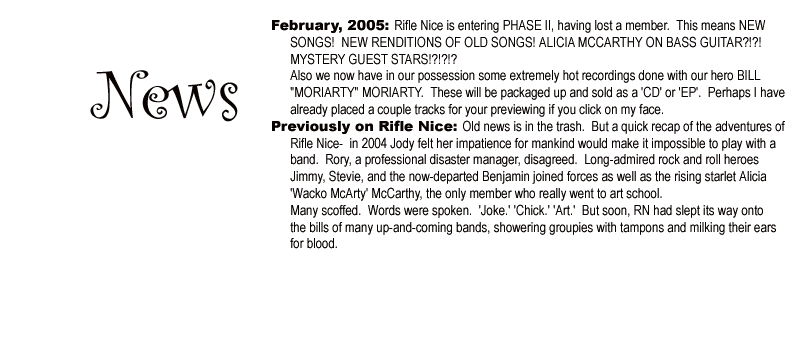 News
February, 2005: Rifle Nice is entering PHASE II, having lost a member.  This means NEW
SONGS!  NEW RENDITIONS OF OLD SONGS! ALICIA MCCARTHY ON BASS GUITAR?!?!
MYSTERY GUEST STARS!?!?!?
Also we now have in our possession some extremely hot recordings done with our hero BILL
"MORIARTY" MORIARTY.  These will be packaged up and sold as a 'CD' or 'EP'.  Perhaps I have
already placed a couple tracks for your previewing if you click on my face.
Previously on Rifle Nice: Old news is in the trash.  But a quick recap of the adventures of
Rifle Nice-  in 2004 Jody felt her impatience for mankind would make it impossible to play with a
band.  Rory, a professional disaster manager, disagreed.  Long-admired rock and roll heroes
Jimmy, Stevie, and the now-departed Benjamin joined forces as well as the rising starlet Alicia
'Wacko McArty' McCarthy, the only member who really went to art school.
Many scoffed.  Words were spoken.  'Joke.' 'Chick.' 'Art.'  But soon, RN had slept its way onto
the bills of many up-and-coming bands, showering groupies with tampons and milking their ears
for blood.